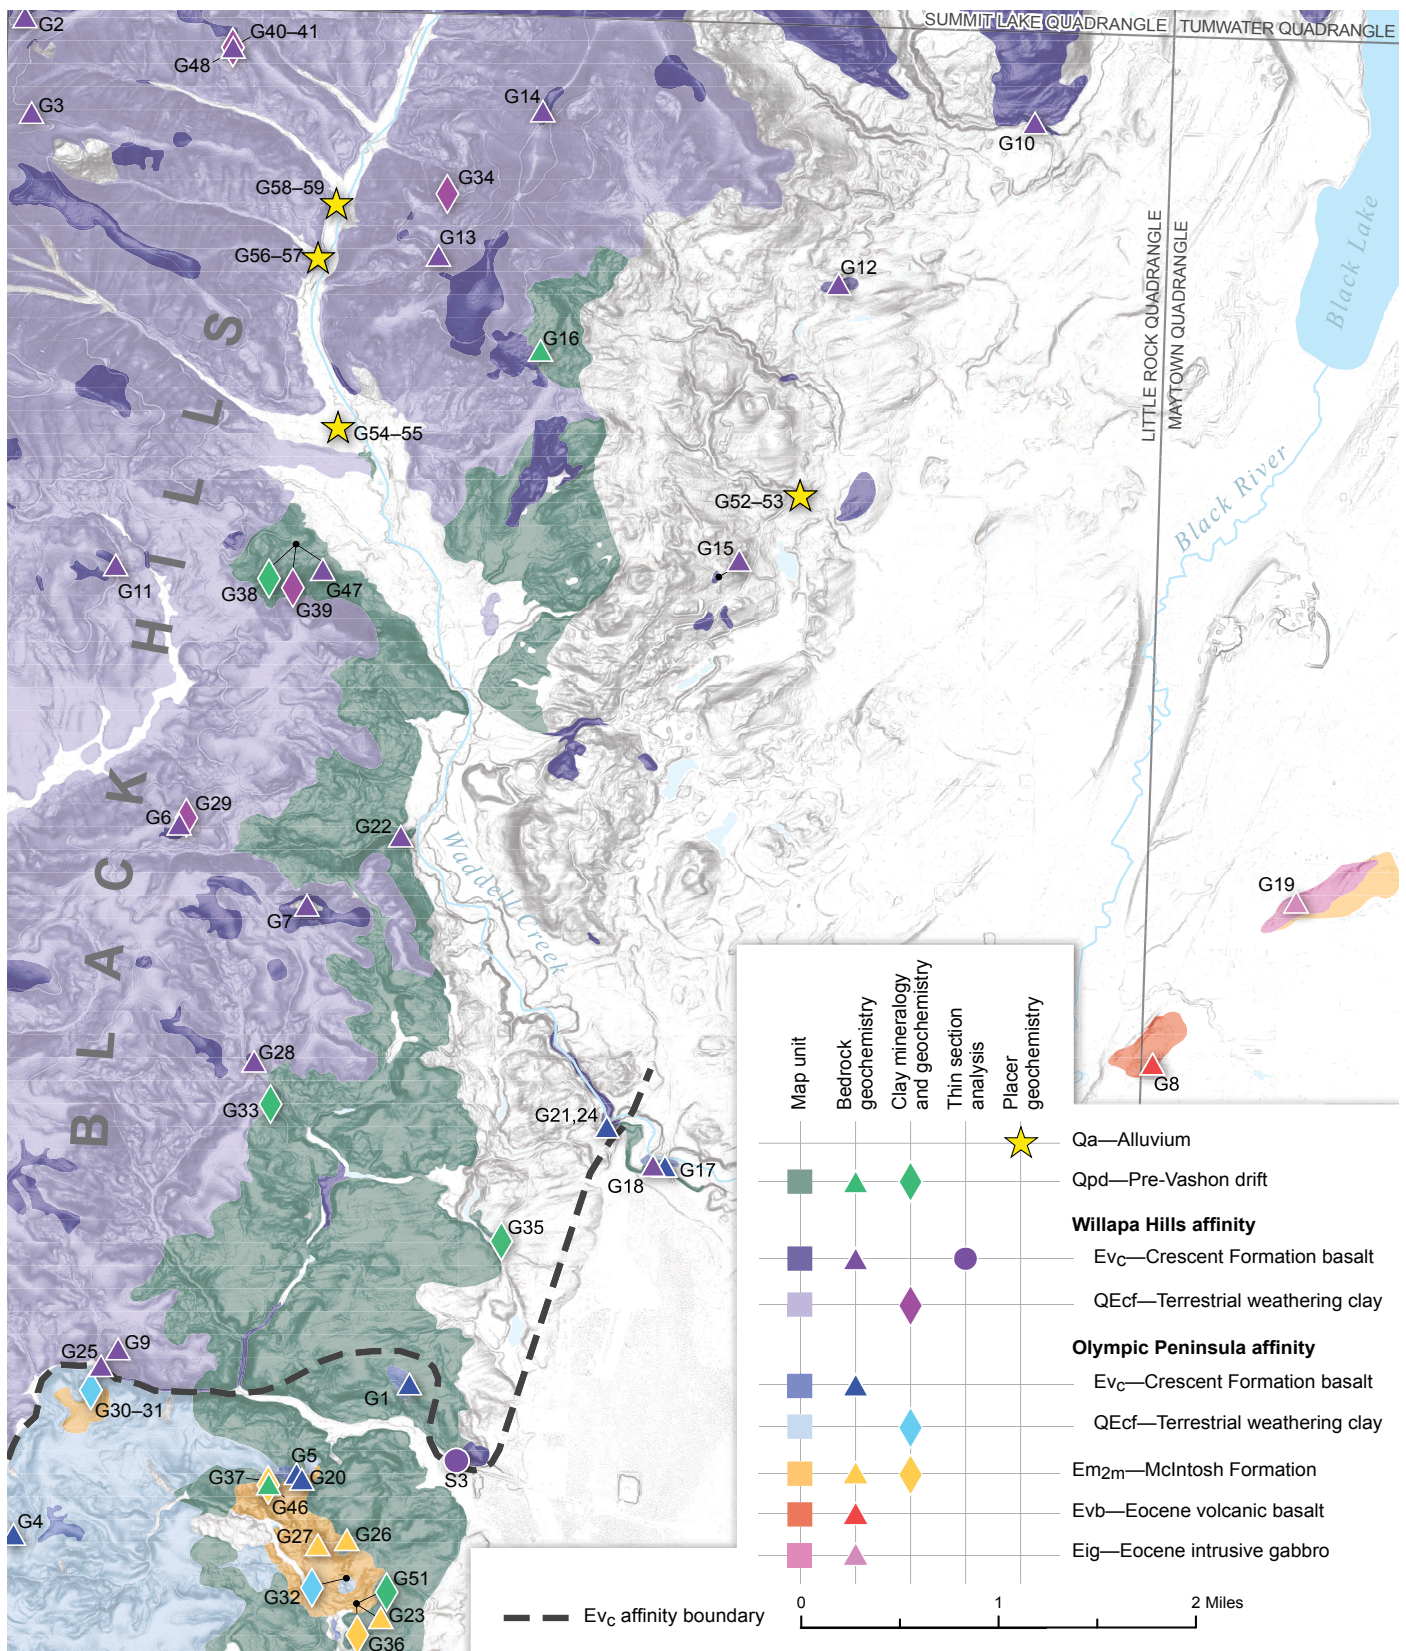 SUMMIT LAKE QUADRANGLE
TUMWATER QUADRANGLE
G2
G40–41
G48
G3
G14
G10
G34
G58–59
G13
G56–57
G12
LITTLE ROCK QUADRANGLE
MAYTOWN QUADRANGLE
Black Lake
G16
G54–55
G52–53
Black River
G15
G11
G38
G39
G47
BLACK HILLS
G29
G6
G22
Waddell Creek
G7
G19
G28
G33
G21,24
G8
G18
G17
G35
G9
G25
G1
G30–31
S3
G5
G37
G20
G46
G4
G27
G26
G32
G51
G23
G36
Map unit
Bedrock
geochemistry
Clay mineralogy
and geochemistry
Thin section
analysis
Placer
geochemistry
Qa—Alluvium
Qpd—Pre-Vashon drift
Willapa Hills affinity
Evc—Crescent Formation basalt
QEcf—Terrestrial weathering clay
Olympic Peninsula affinity
Evc—Crescent Formation basalt
QEcf—Terrestrial weathering clay
Em2m—McIntosh Formation
Evb—Eocene volcanic basalt
Eig—Eocene intrusive gabbro
Evc affinity boundary
0 1 2 Miles